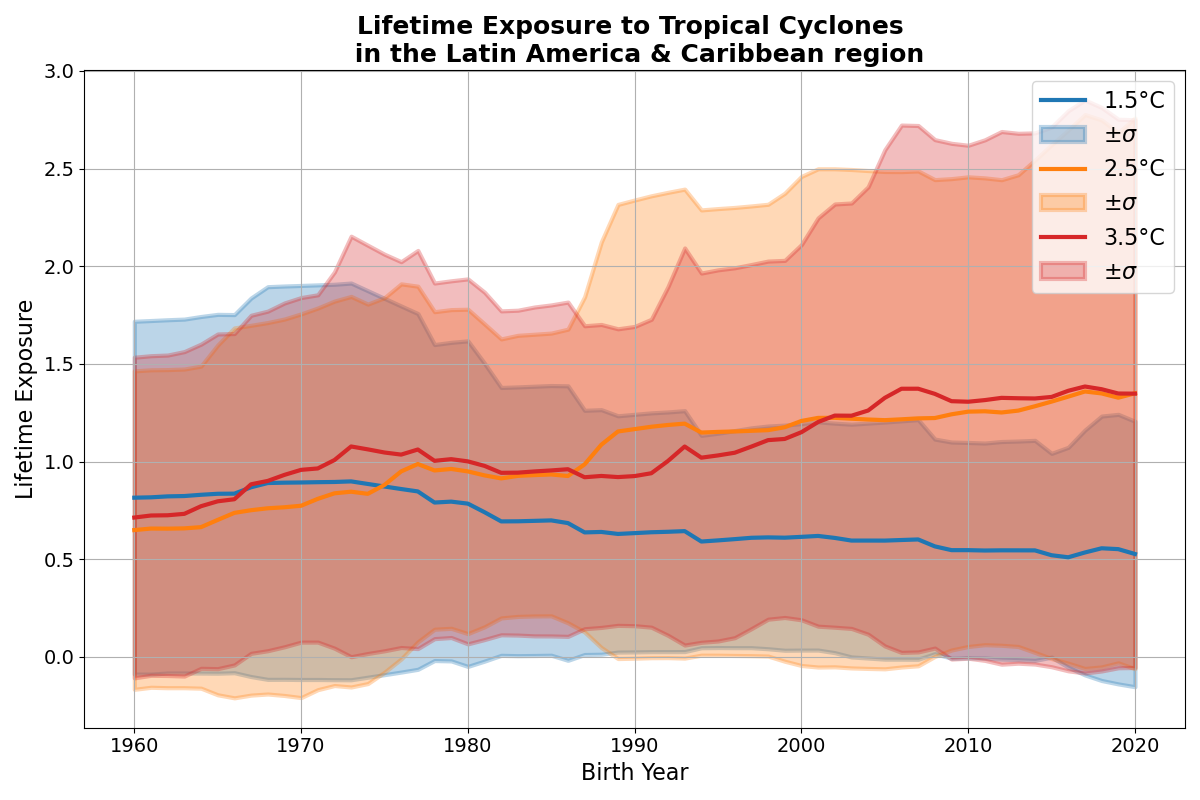 Lifetime Exposure to Tropical Cyclones
in the Latin America & Caribbean region
Lifetime Exposure
3.0
2.5
2.0
1.5
1.0
0.5
0.0
1.5°C
±σ
2.5°C
±σ
3.5°C
±σ
1960 1970 1980 1990 2000 2010 2020
Birth Year